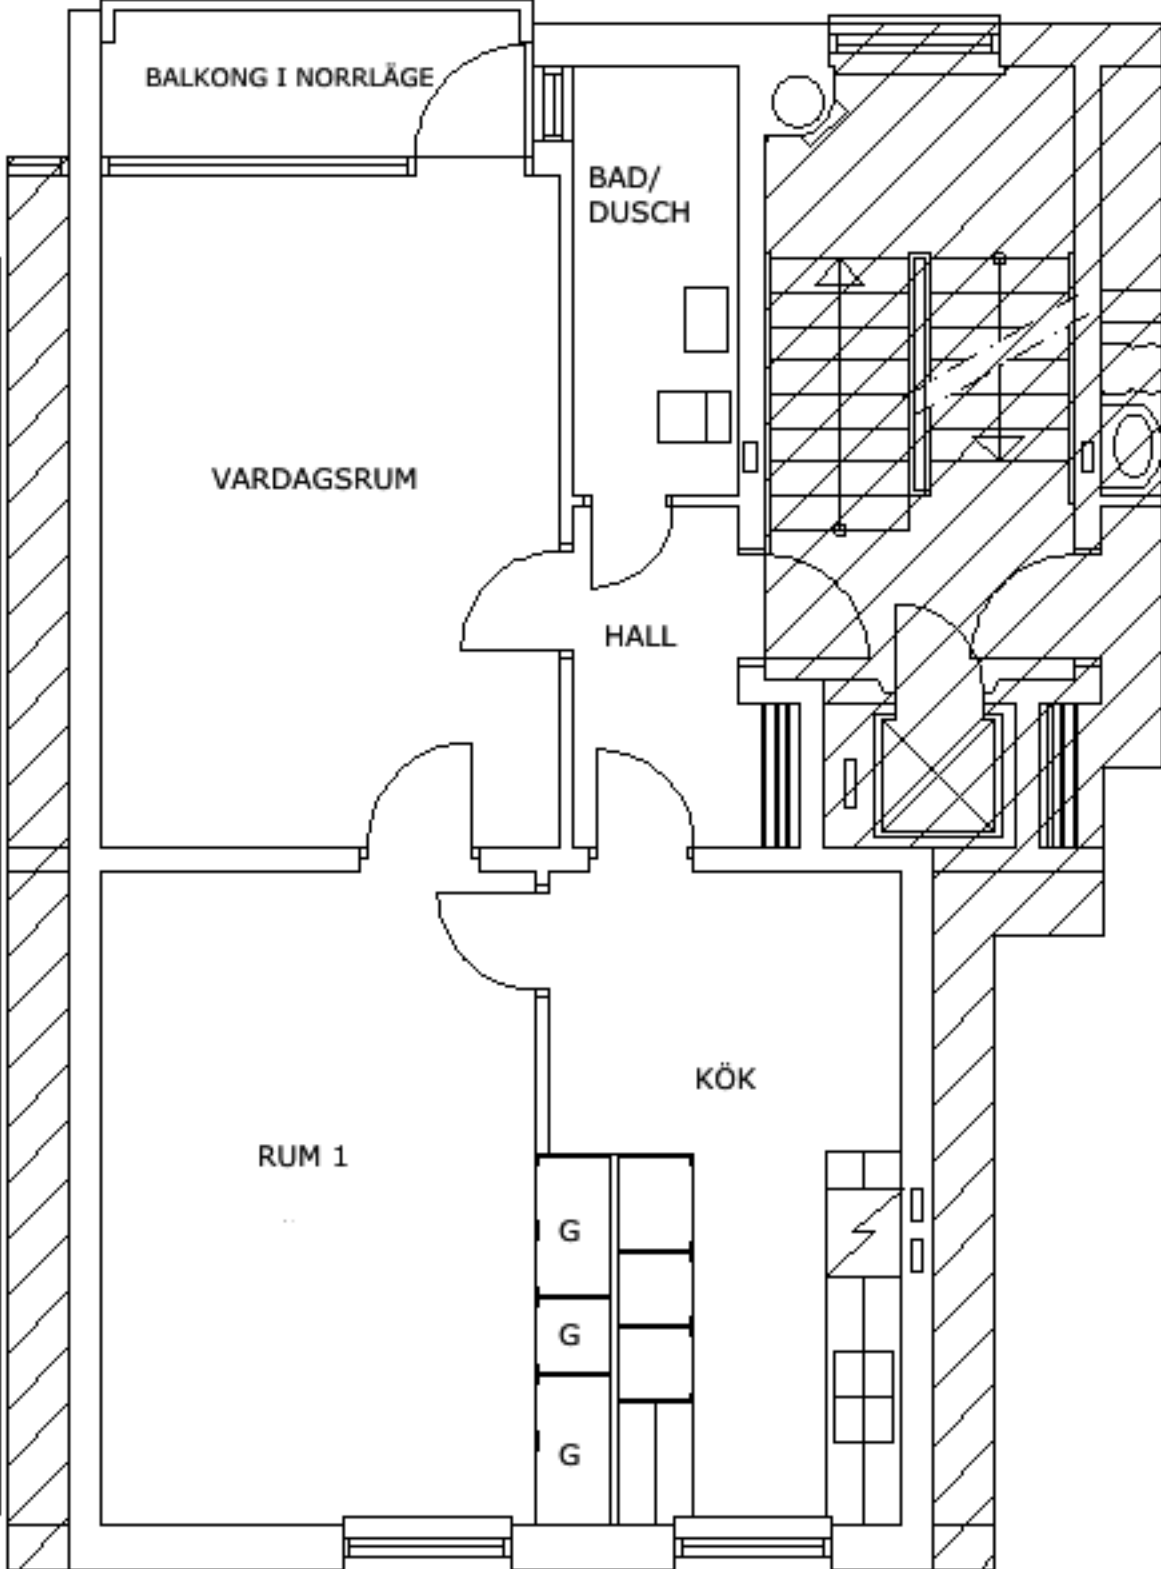 BALKONG I NORRLÄGE
BAD/
DUSCH
VARDAGSRUM
HALL
KÖK
RUM 1
G
G
G